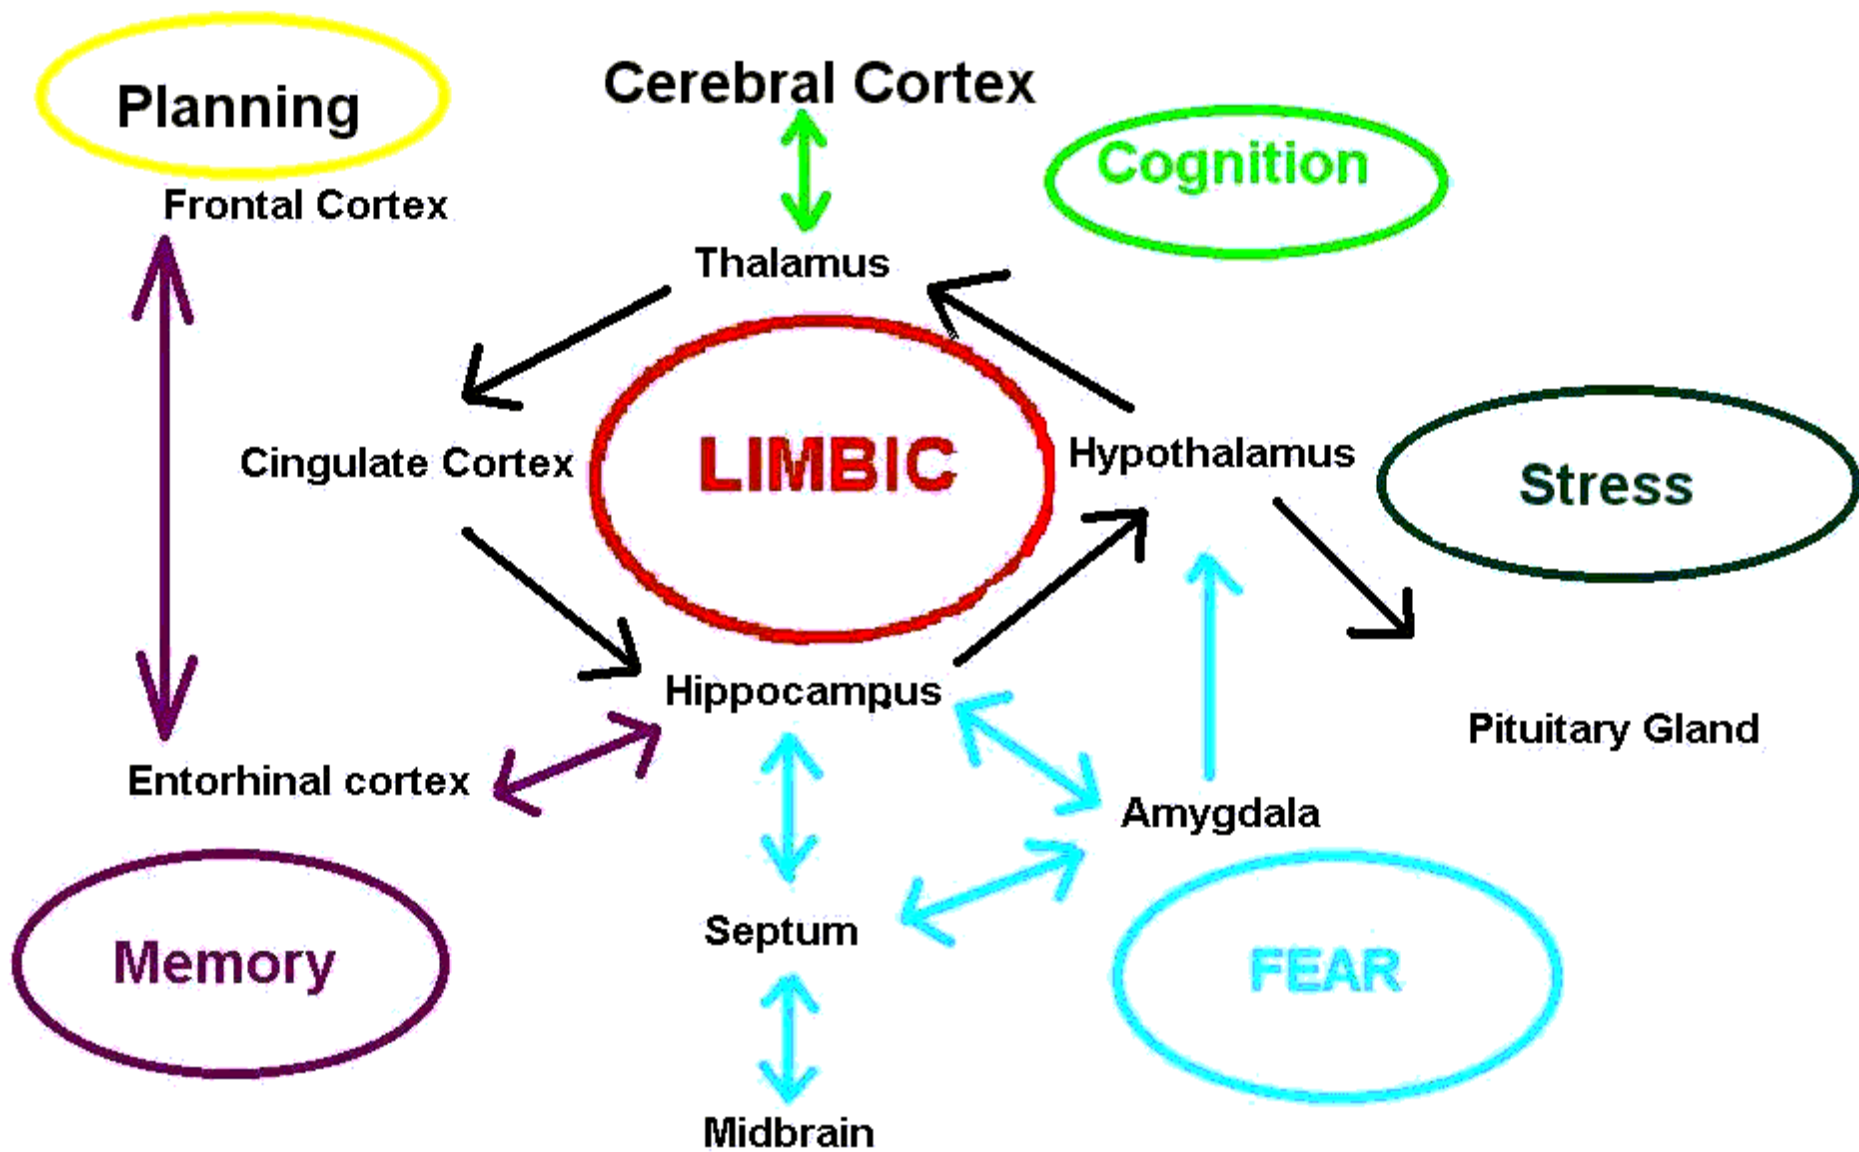 Planning
Cerebral Cortex
Cognition
Frontal Cortex
Thalamus
Cingulate Cortex
LIMBIC
Hypothalamus
Stress
Hippocampus
Pituitary Gland
Entorhinal cortex
Amygdala
Septum
Memory
FEAR
Midbrain